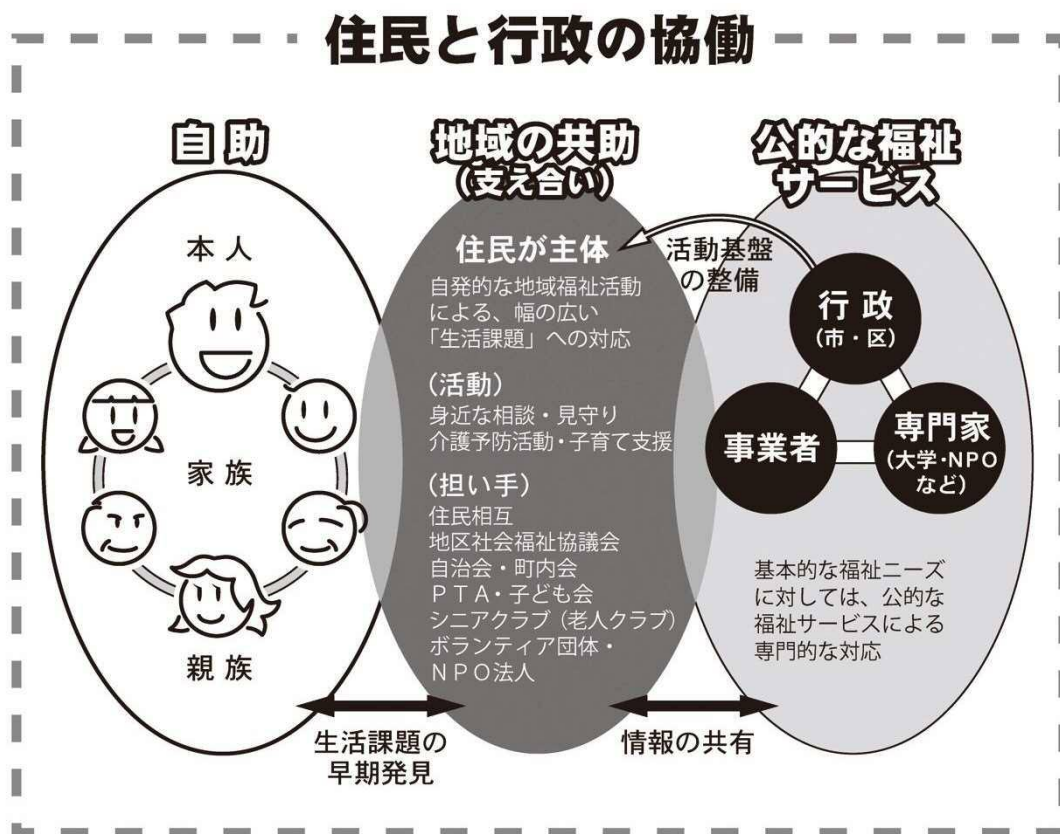 住民と行政の協働
自助
本人
家族
親族
地域の共助
(支え合い)
住民が主体
自発的な地域福祉活動
による、幅の広い
「生活課題」への対応
(活動)
身近な相談・見守り
介護予防活動・子育て支援
(担い手)
住民相互
地区社会福祉協議会
自治会・町内会
PTA・子ども会
シニアクラブ(老人クラブ)
ボランティア団体・
NPO法人
公的な福祉
サービス
活動基盤
の整備
行政
(市・区)
事業者
専門家
(大学・NPO
など)
基本的な福祉ニーズ
に対しては、公的な
福祉サービスによる
専門的な対応
生活課題の
早期発見
情報の共有